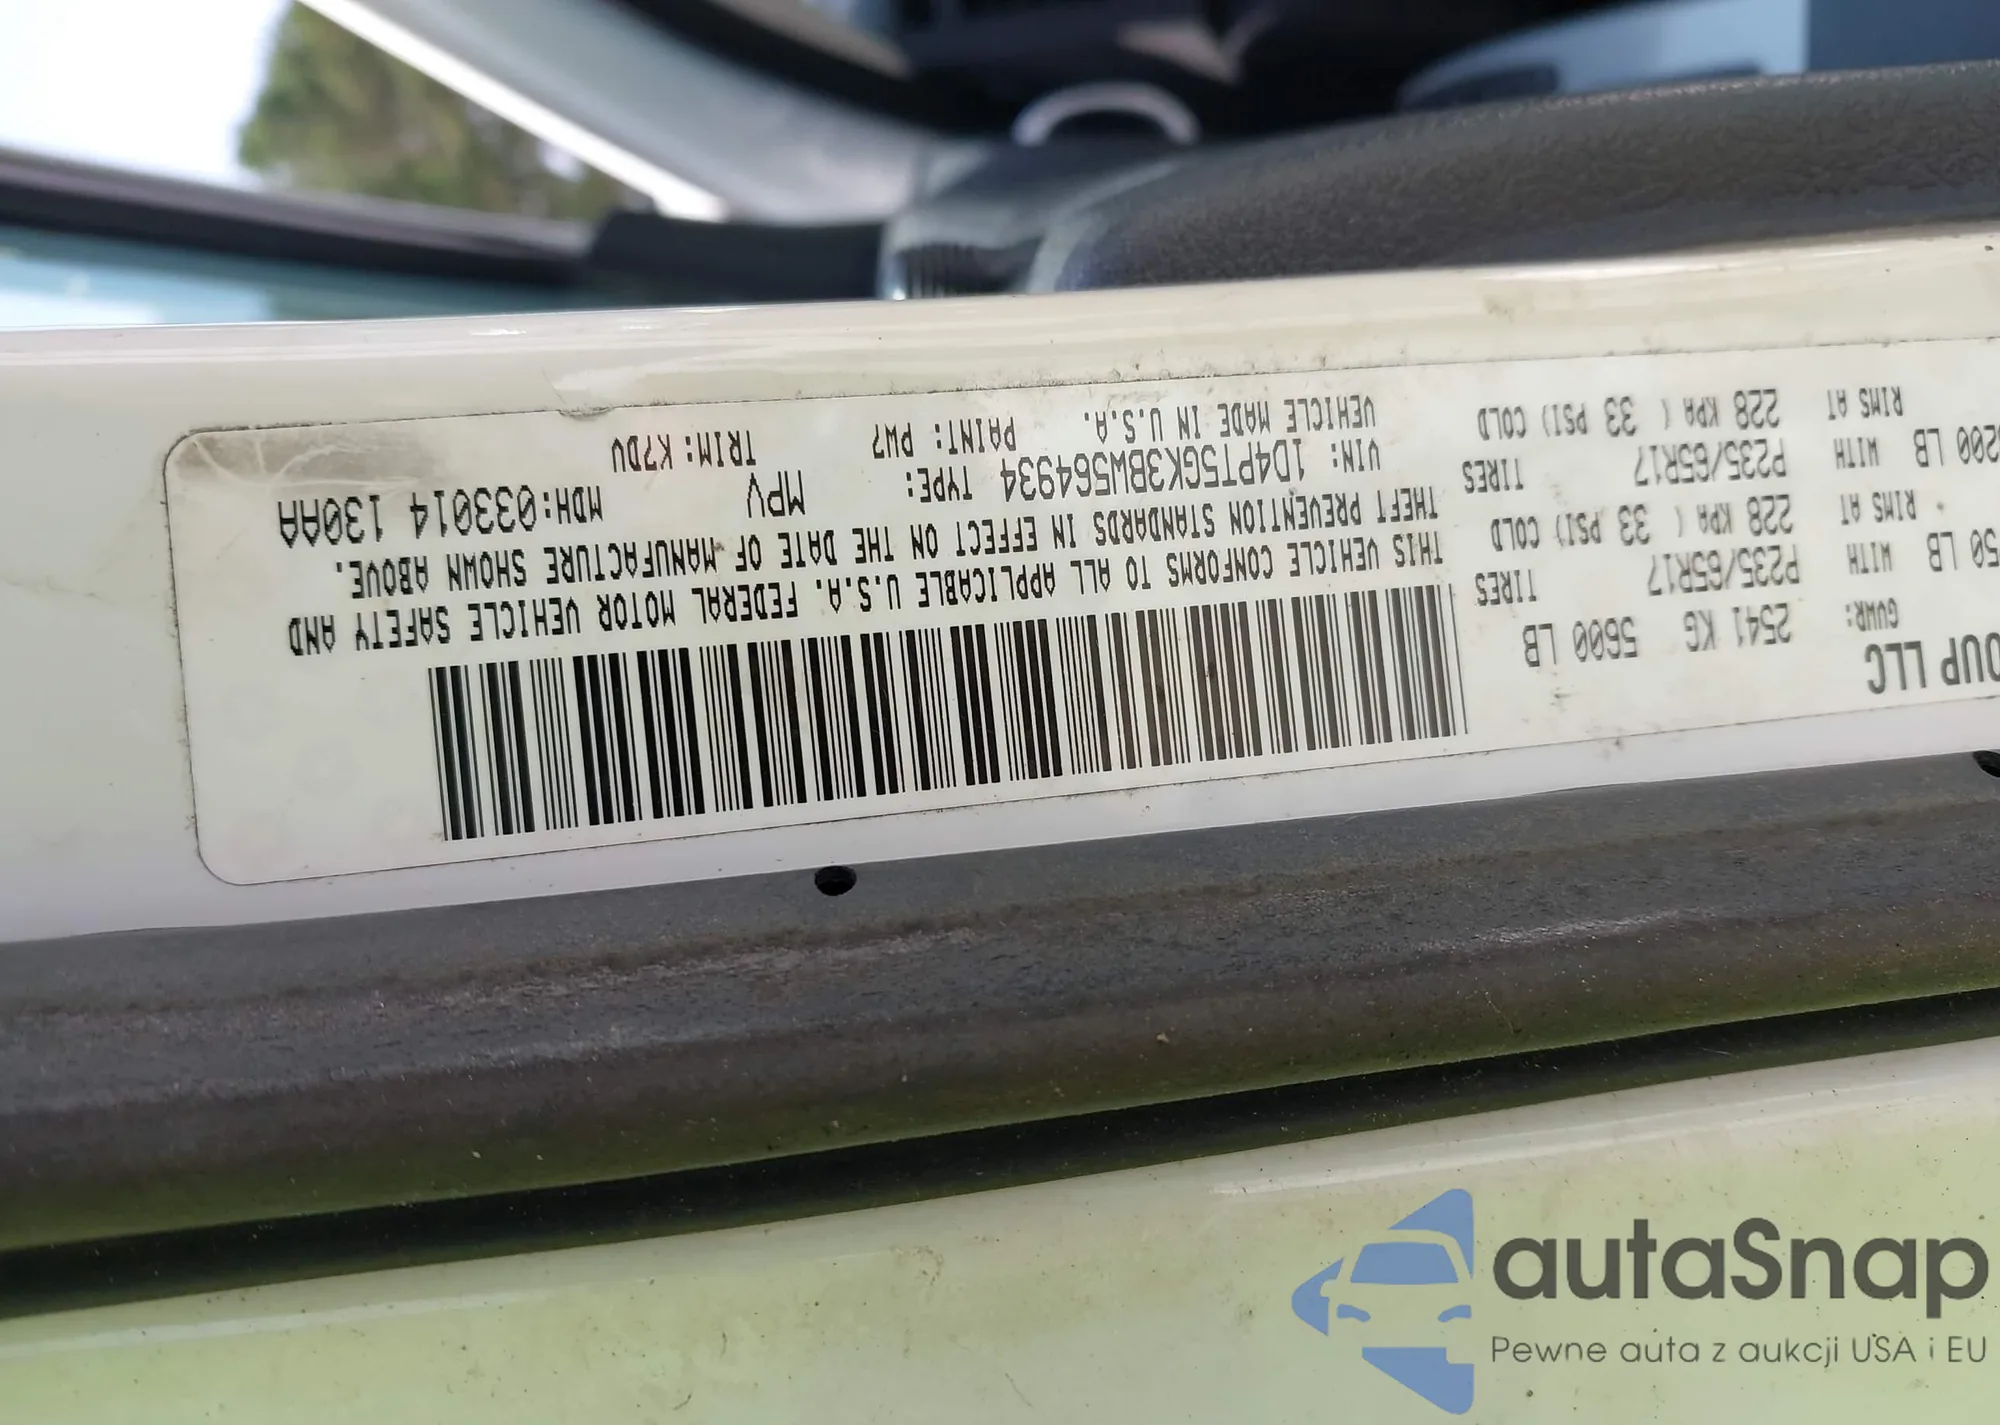 LLC
GVWR: 2541 KG 5600 LB
50 LB WITH P235/65R17 TIRES
RIMS AT 228 KPA ( 33 PSI) COLD
200 LB WITH P235/65R17 TIRES
RIMS AT 228 KPA ( 33 PSI) COLD
THIS VEHICLE CONFORMS TO ALL APPLICABLE U.S.A. FEDERAL MOTOR VEHICLE SAFETY AND
THEFT PREVENTION STANDARDS IN EFFECT ON THE DATE OF MANUFACTURE SHOWN ABOVE.
VIN: 1D4PT5GK3BW564934 TYPE: MPV MDH:033014 130AA
VEHICLE MADE IN U.S.A. PAINT: PW7 TRIM: K7DV
autaSnap
Pewne auta z aukcji USA i EU